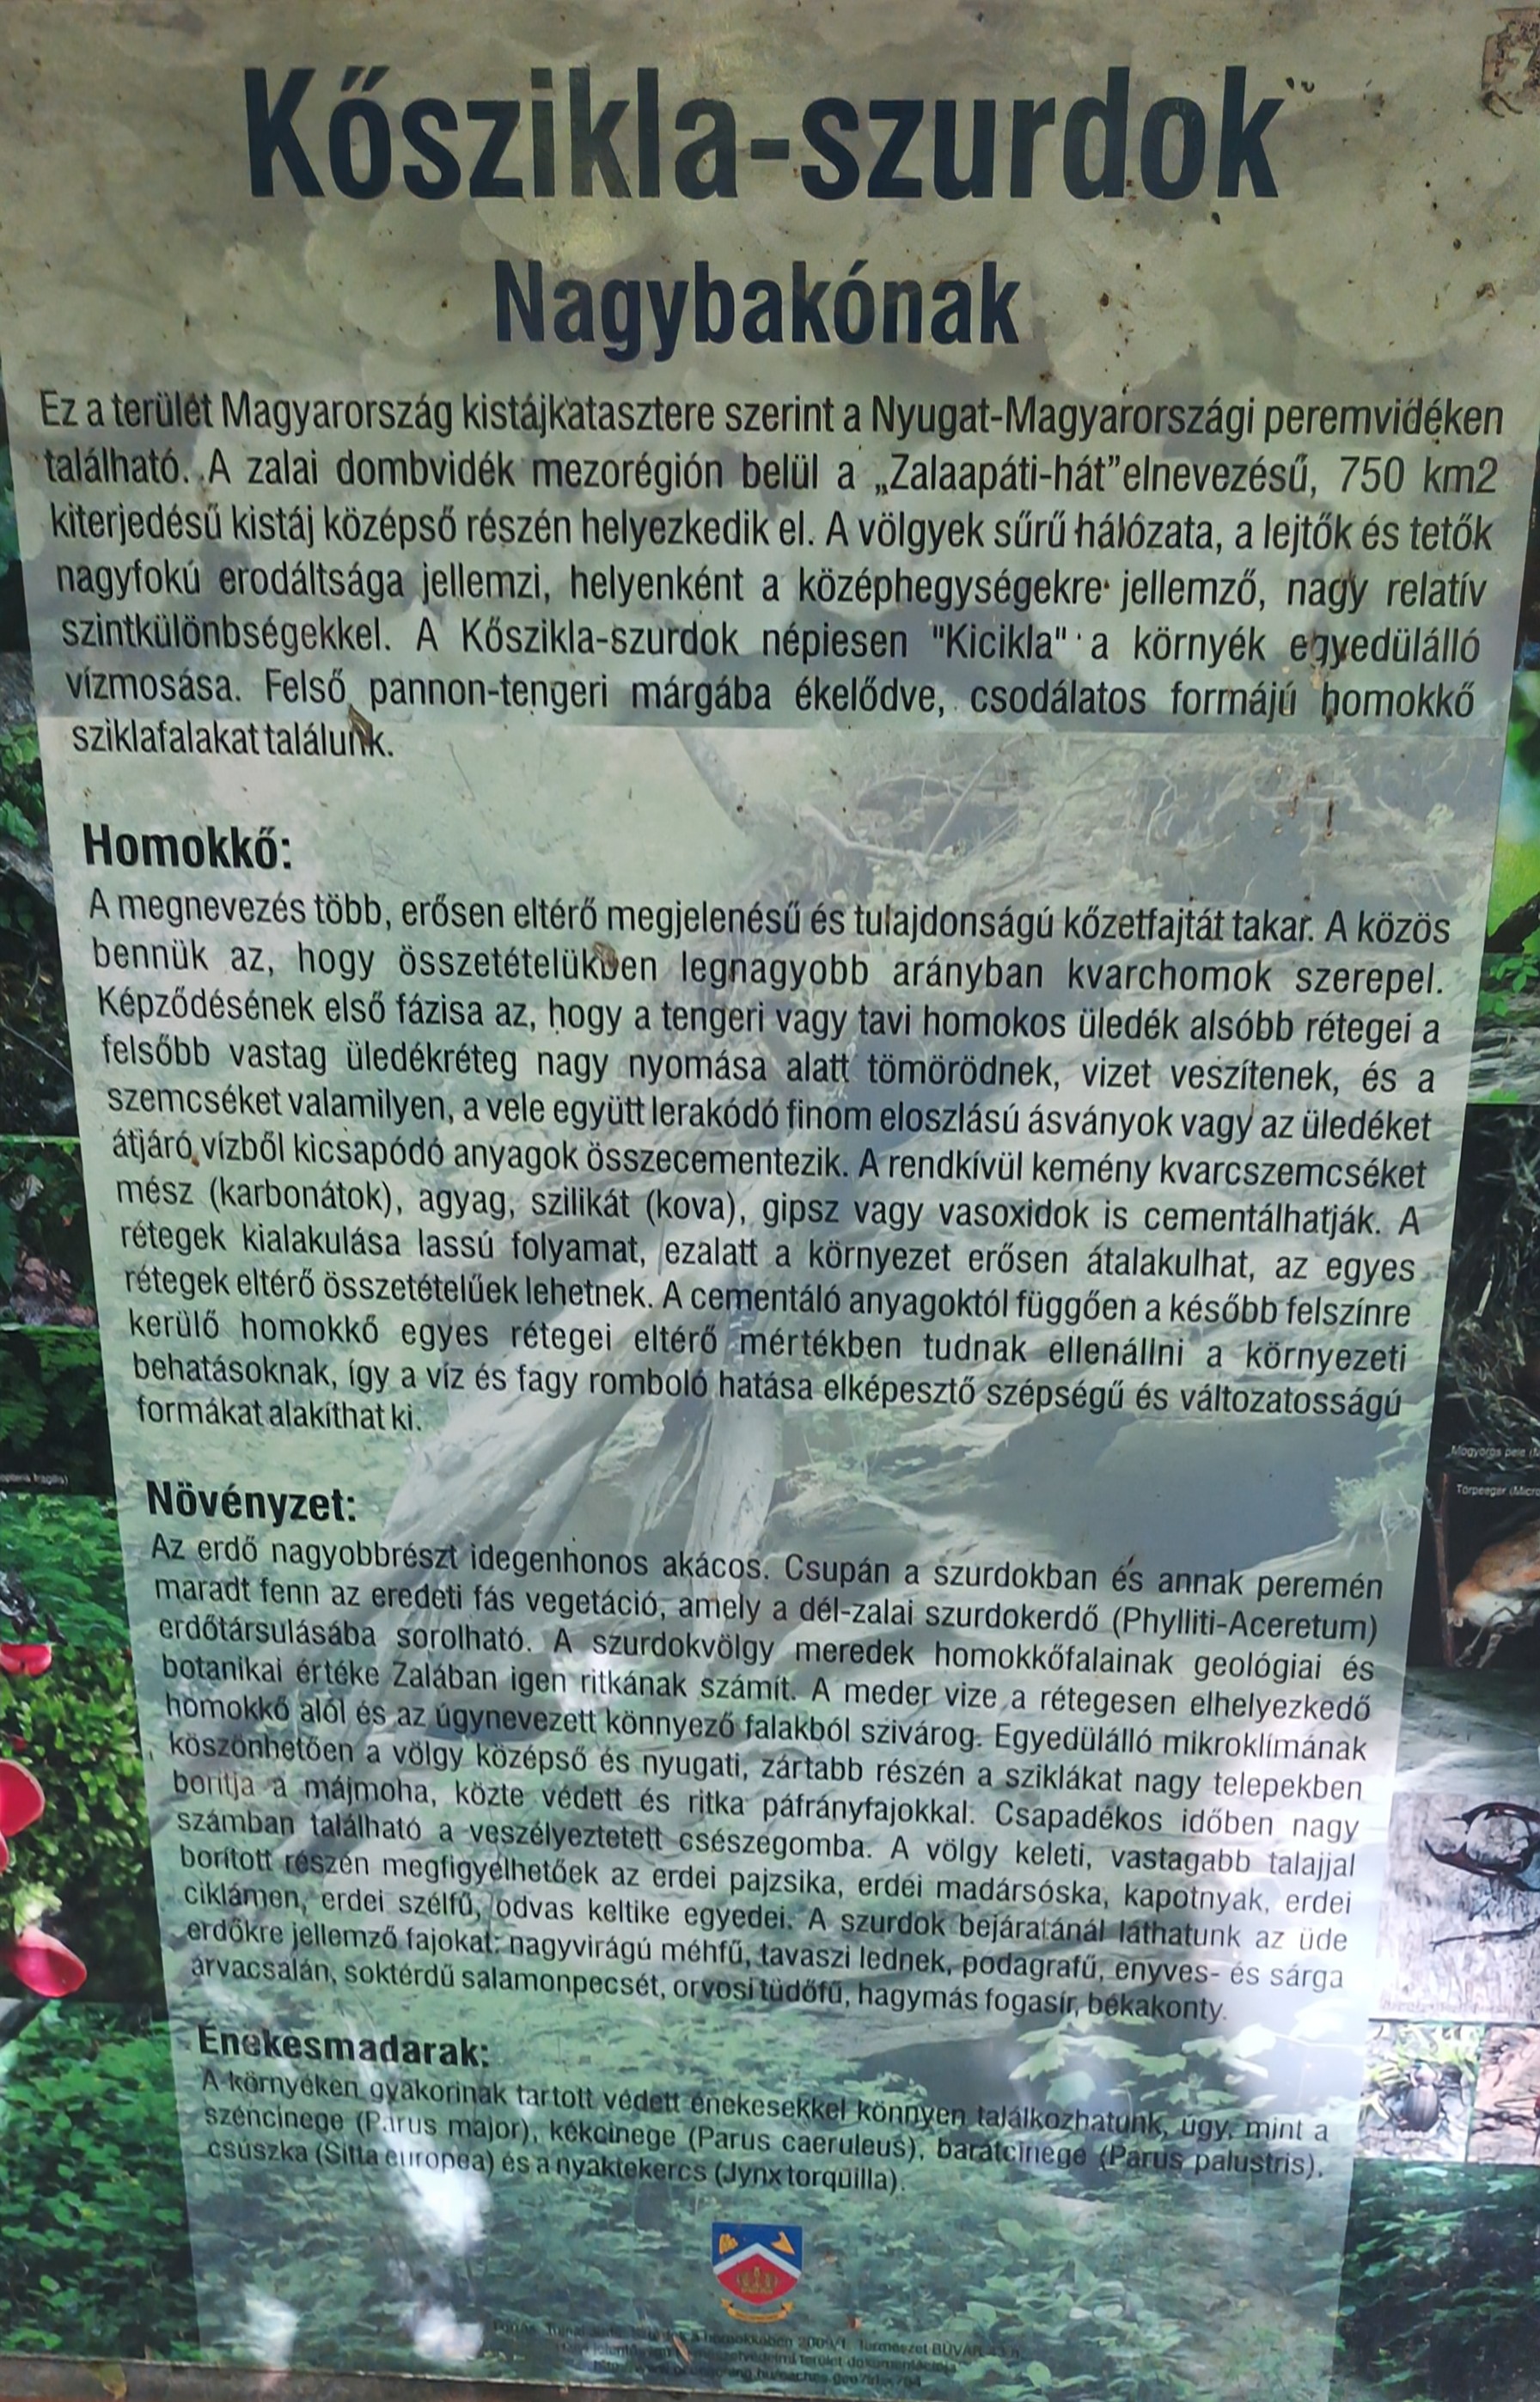 Kőszikla-szurdok
Nagybakónak
Ez a terület Magyarország kistájkatasztere szerint a Nyugat-Magyarországi peremvidéken
található. A zalai dombvidék mezorégión belül a „Zalaapáti-hát”elnevezésű, 750 km2
kiterjedésű kistáj középső részén helyezkedik el. A völgyek sűrű hálózata, a lejtők és tetők
nagyfokú erodáltsága jellemzi, helyenként a középhegységekre jellemző, nagy relatív
szintkülönbségekkel. A Kőszikla-szurdok népiesen "Kicikla" a környék egyedülálló
vízmosása. Felső pannon-tengeri márgába ékelődve, csodálatos formájú homokkő
sziklafalakat találunk.
Homokkő:
A megnevezés több, erősen eltérő megjelenésű és tulajdonságú kőzetfajtát takar. A közös
bennük az, hogy összetételükben legnagyobb arányban kvarchomok szerepel.
Képződésének első fázisa az, hogy a tengeri vagy tavi homokos üledék alsóbb rétegei a
felsőbb vastag üledékréteg nagy nyomása alatt tömörödnek, vizet veszítenek, és a
szemcséket valamilyen, a vele együtt lerakódó finom eloszlású ásványok vagy az üledéket
átjáró vízből kicsapódó anyagok összecementezik. A rendkívül kemény kvarcszemcséket
mész (karbonátok), agyag, szilikát (kova), gipsz vagy vasoxidok is cementálhatják. A
rétegek kialakulása lassú folyamat, ezalatt a környezet erősen átalakulhat, az egyes
rétegek eltérő összetételűek lehetnek. A cementáló anyagoktól függően a később felszínre
kerülő homokkő egyes rétegei eltérő mértékben tudnak ellenállni a környezeti
behatásoknak, így a víz és fagy romboló hatása elképesztő szépségű és változatosságú
formákat alakíthat ki.
Mogyorós pele
Törpeegér
Növényzet:
Az erdő nagyobbrészt idegenhonos akácos. Csupán a szurdokban és annak peremén
maradt fenn az eredeti fás vegetáció, amely a dél-zalai szurdokerdő (Phylliti-Aceretum)
erdőtársulásába sorolható. A szurdokvölgy meredek homokkőfalainak geológiai és
botanikai értéke Zalában igen ritkának számít. A meder vize a rétegesen elhelyezkedő
homokkő alól és az úgynevezett könnyező falakból szivárog. Egyedülálló mikroklímának
köszönhetően a völgy középső és nyugati, zártabb részén a sziklákat nagy telepekben
borítja a májmoha, közte védett és ritka páfrányfajokkal. Csapadékos időben nagy
számban található a veszélyeztetett csészegomba. A völgy keleti, vastagabb talajjal
borított részén megfigyelhetőek az erdei pajzsika, erdei madársóska, kapotnyak, erdei
ciklámen, erdei szélfű, odvas keltike egyedei. A szurdok bejáratánál láthatunk az üde
erdőkre jellemző fajokat: nagyvirágú méhfű, tavaszi lednek, podagrafű, enyves- és sárga
árvacsalán, soktérdű salamonpecsét, orvosi tüdőfű, hagymás fogasír, békakonty.
Énekesmadarak:
A környéken gyakorinak tartott védett énekesekkel könnyen találkozhatunk, úgy, mint a
széncinege (Parus major), kékcinege (Parus caeruleus), barátcinege (Parus palustris),
csuszka (Sitta europea) és a nyaktekercs (Jynx torquilla).
homokkőben 2009/1. Természet BÚVÁR
természetvédelmi terület dokumentációja